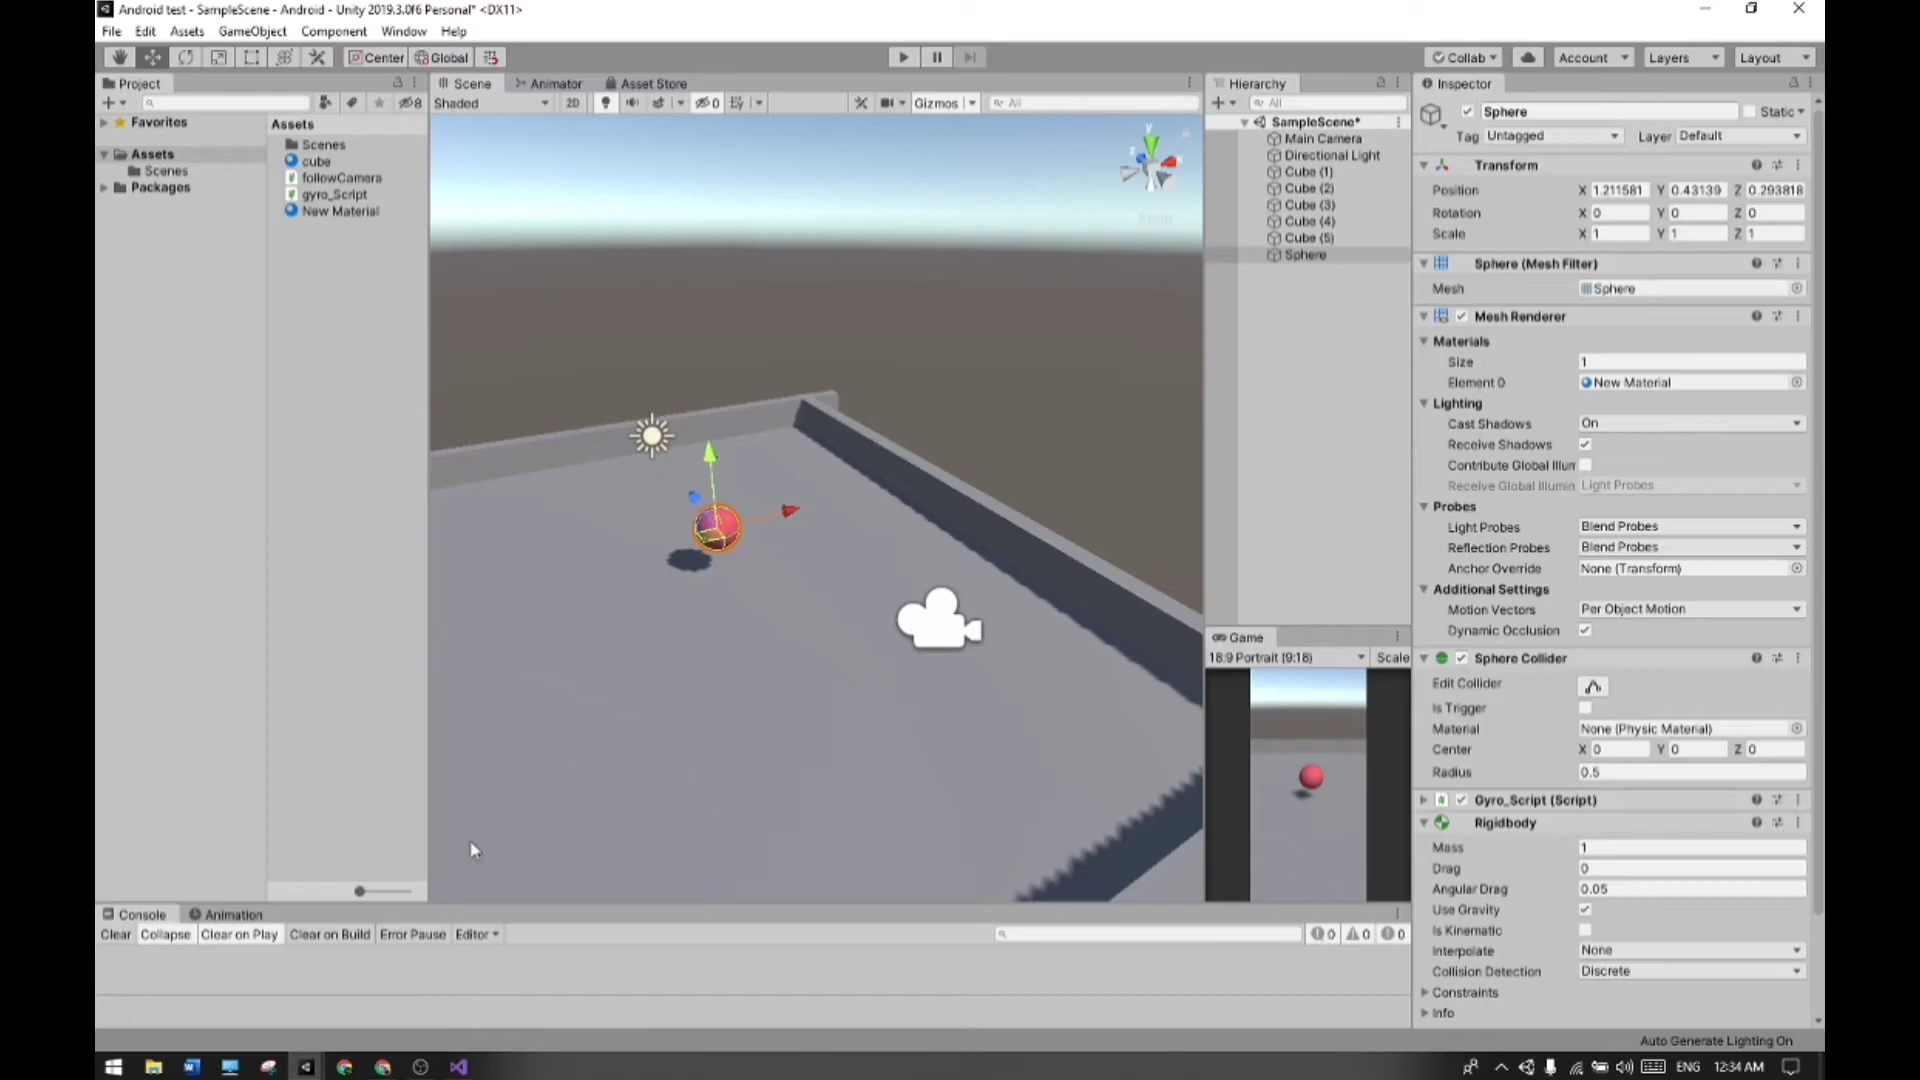 Android test - SampleScene - Android - Unity 2019.3.0f6 Personal* <DX11>
File Edit Assets GameObject Component Window Help
Center Global Collab Account Layers Layout
Project
Favorites
Assets
Scenes
Packages
8
Assets
Scenes
cube
followCamera
gyro_Script
New Material
Scene Animator Asset Store
Shaded 2D 0 Gizmos All
y
x
z
Persp
Hierarchy
All
SampleScene*
Main Camera
Directional Light
Cube (1)
Cube (2)
Cube (3)
Cube (4)
Cube (5)
Sphere
Game
18:9 Portrait (9:18) Scale
Inspector
Sphere Static
Tag Untagged Layer Default
Transform
Position X 1.211581 Y 0.43139 Z 0.293818
Rotation X 0 Y 0 Z 0
Scale X 1 Y 1 Z 1
Sphere (Mesh Filter)
Mesh Sphere
Mesh Renderer
Materials
Size 1
Element 0 New Material
Lighting
Cast Shadows On
Receive Shadows
Contribute Global Illun
Receive Global Illumin Light Probes
Probes
Light Probes Blend Probes
Reflection Probes Blend Probes
Anchor Override None (Transform)
Additional Settings
Motion Vectors Per Object Motion
Dynamic Occlusion
Sphere Collider
Edit Collider
Is Trigger
Material None (Physic Material)
Center X 0 Y 0 Z 0
Radius 0.5
Gyro_Script (Script)
Rigidbody
Mass 1
Drag 0
Angular Drag 0.05
Use Gravity
Is Kinematic
Interpolate None
Collision Detection Discrete
Constraints
Info
Console Animation
Clear Collapse Clear on Play Clear on Build Error Pause Editor 0 0 0
Auto Generate Lighting On
ENG 12:34 AM